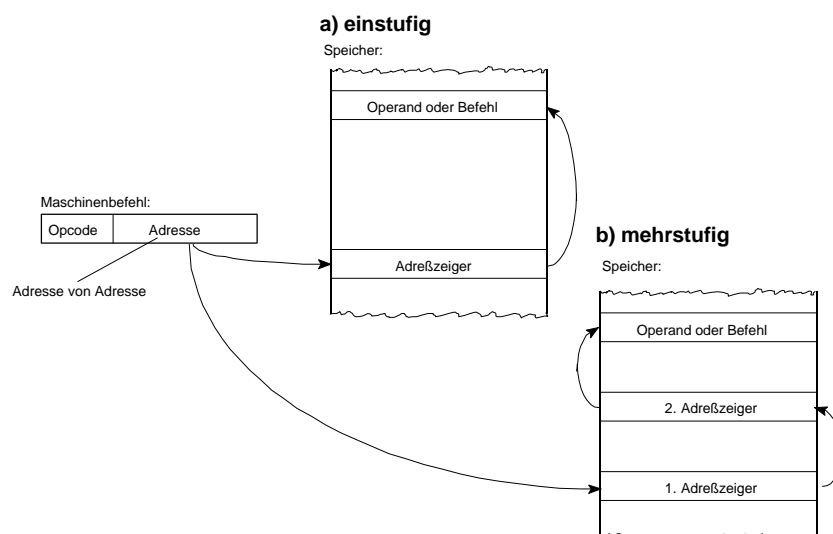 a) einstufig
Speicher:
Operand oder Befehl
Maschinenbefehl:
Opcode Adresse
Adreßzeiger
Adresse von Adresse
b) mehrstufig
Speicher:
Operand oder Befehl
2. Adreßzeiger
1. Adreßzeiger